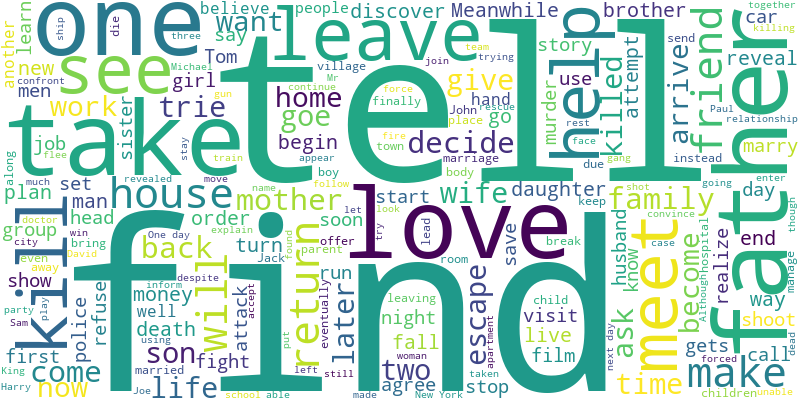 one
leave
believe
people
discover
Meanwhile
brother
car
together
killing
ship
three
die
want
say
learn
another
Michael
continue
Mr
village
team
trying
join
send
see
Tom
girl
new
men
confront
work
trie
tell
help
give
story
use
killed
attempt
arrive
friend
reveal
her
father
home
goe
begin
gun
force
finally
John
hand
place
rescue
murder
go
Paul
relationship
marry
take
sister
job
flee
along
town
fire
decide
rest
face
gang
due
instead
train
stay
appear
marriage
body
boy
revealed
move
much
set
man
plan
house
mother
name
follow
start
wife
daughter
family
shot
going
enter
day
though
kill
doctor
head
group
city
win
bring
order
explain
One day
David
back
turn
soon
found
parent
let
look
try
offer
love
lead
break
save
keep
husband
know
convince
case
become
Although
hospital
realize
end
way
manage
even
away
show
play
police
refuse
well
money
will
Jack
return
eventually
run
room
escape
visit
ask
meet
find
leaving
night
fall
child
live
film
next day
gets
shoot
call
dead
party
Sam
first
using
death
inform
despite
attack
accept
later
woman
apartment
forced
make
King
Harry
come
now
married
Joe
life
son
fight
school
able
put
left
still
two
agree
made
New York
taken
stop
time
children
unable